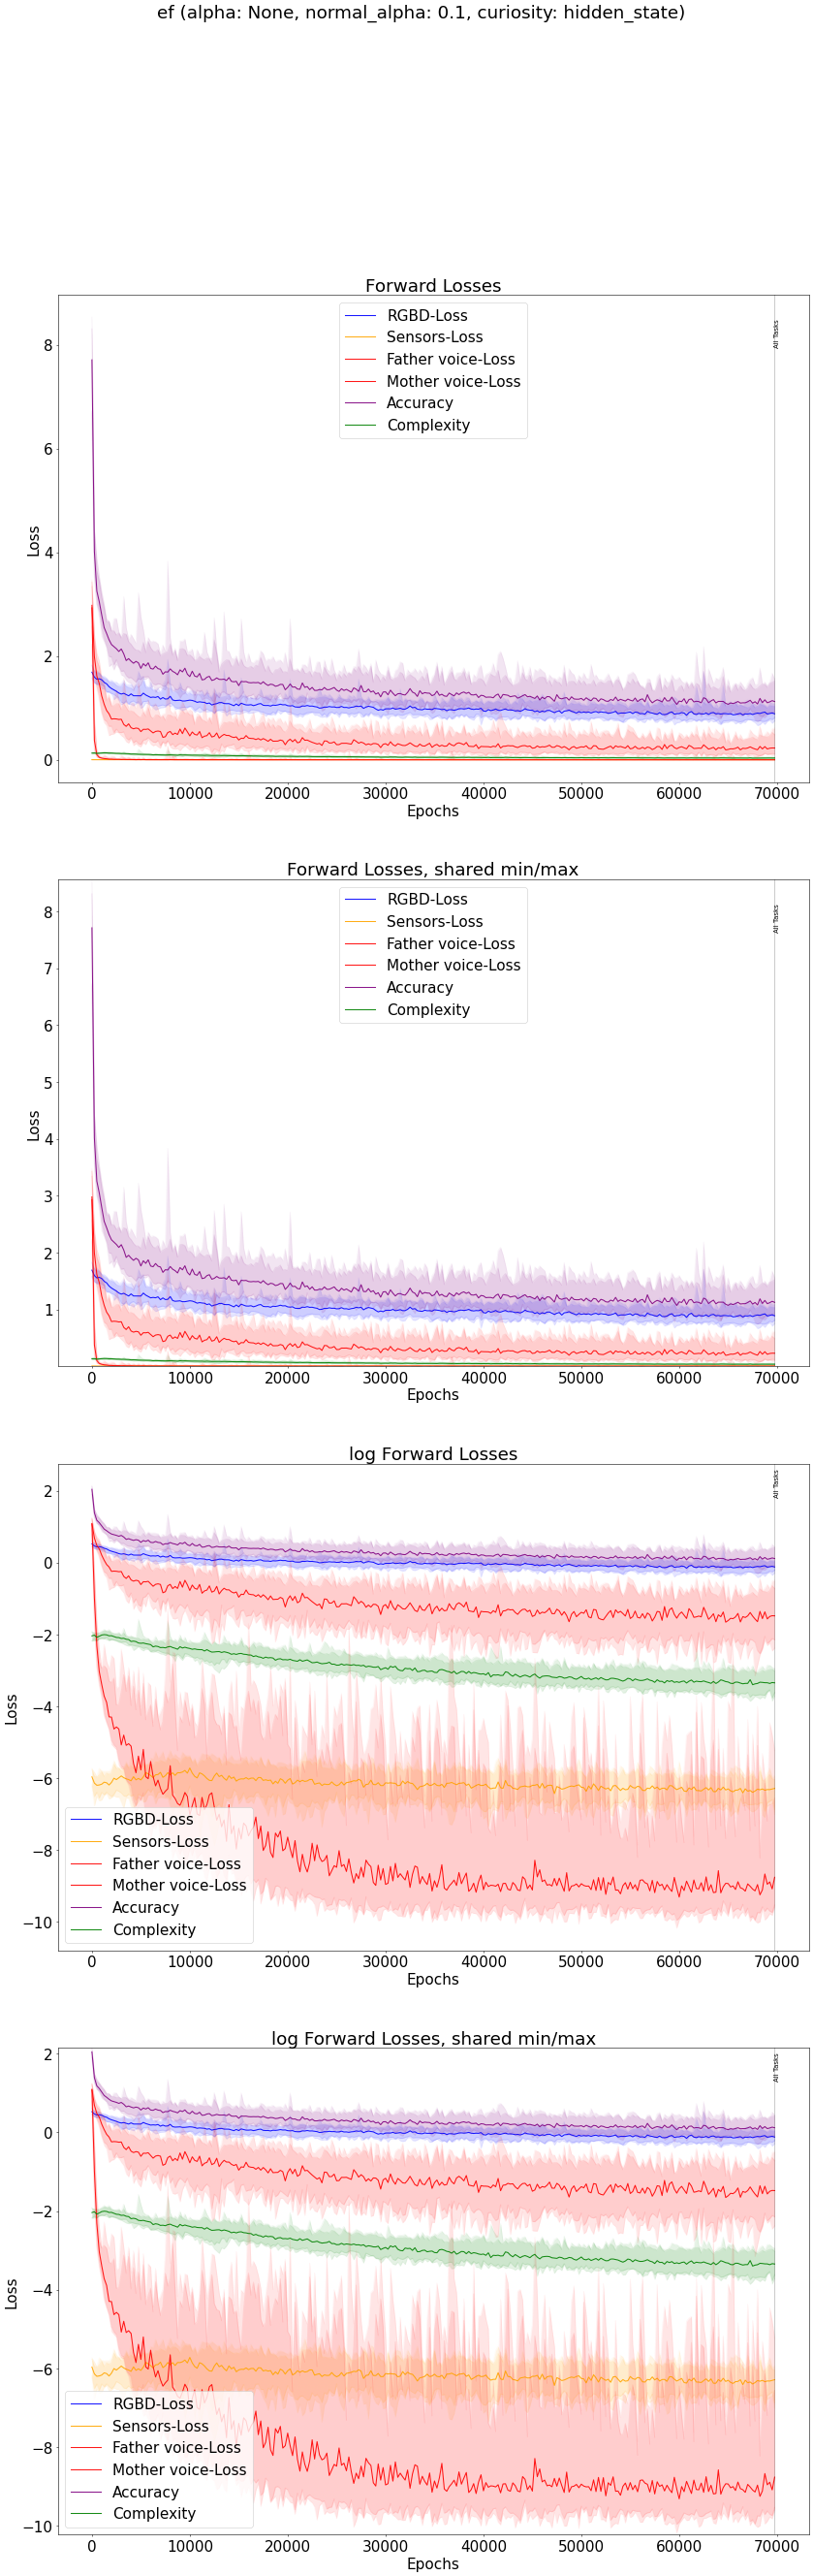 ef (alpha: None, normal_alpha: 0.1, curiosity: hidden_state)
Forward Losses
RGBD-Loss
Sensors-Loss
Father voice-Loss
Mother voice-Loss
Accuracy
Complexity
All Tasks
Loss
8
6
4
2
0
0 10000 20000 30000 40000 50000 60000 70000
Epochs
Forward Losses, shared min/max
RGBD-Loss
Sensors-Loss
Father voice-Loss
Mother voice-Loss
Accuracy
Complexity
All Tasks
Loss
8
7
6
5
4
3
2
1
0 10000 20000 30000 40000 50000 60000 70000
Epochs
log Forward Losses
All Tasks
Loss
2
0
−2
−4
−6
−8
−10
RGBD-Loss
Sensors-Loss
Father voice-Loss
Mother voice-Loss
Accuracy
Complexity
0 10000 20000 30000 40000 50000 60000 70000
Epochs
log Forward Losses, shared min/max
All Tasks
Loss
2
0
−2
−4
−6
−8
−10
RGBD-Loss
Sensors-Loss
Father voice-Loss
Mother voice-Loss
Accuracy
Complexity
0 10000 20000 30000 40000 50000 60000 70000
Epochs